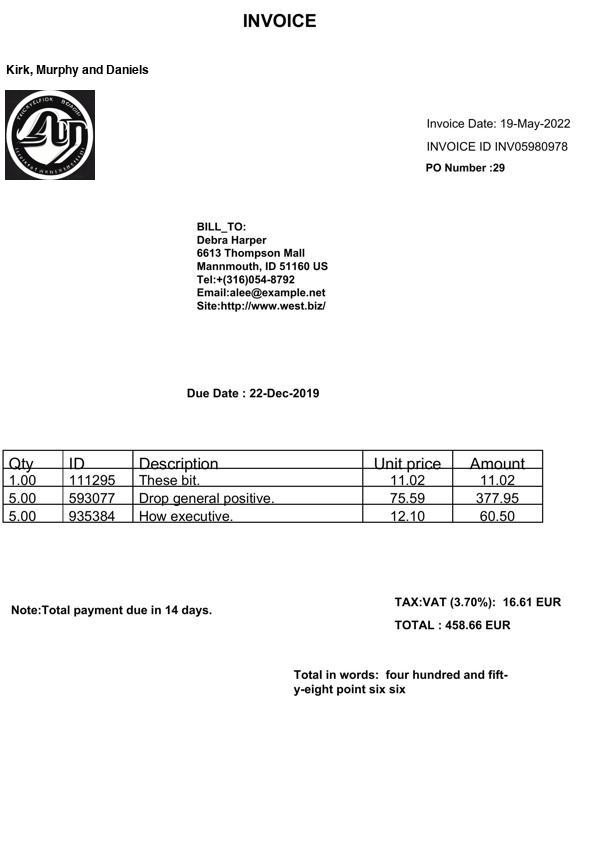 INVOICE
Kirk, Murphy and Daniels
Invoice Date: 19-May-2022
INVOICE ID INV05980978
PO Number :29
BILL_TO:
Debra Harper
6613 Thompson Mall
Mannmouth, ID 51160 US
Tel:+(316)054-8792
Email:alee@example.net
Site:http://www.west.biz/
Due Date : 22-Dec-2019
Qty ID Description Unit price Amount
1.00 111295 These bit. 11.02 11.02
5.00 593077 Drop general positive. 75.59 377.95
5.00 935384 How executive. 12.10 60.50
Note:Total payment due in 14 days.
TAX:VAT (3.70%): 16.61 EUR
TOTAL : 458.66 EUR
Total in words: four hundred and fift-
y-eight point six six